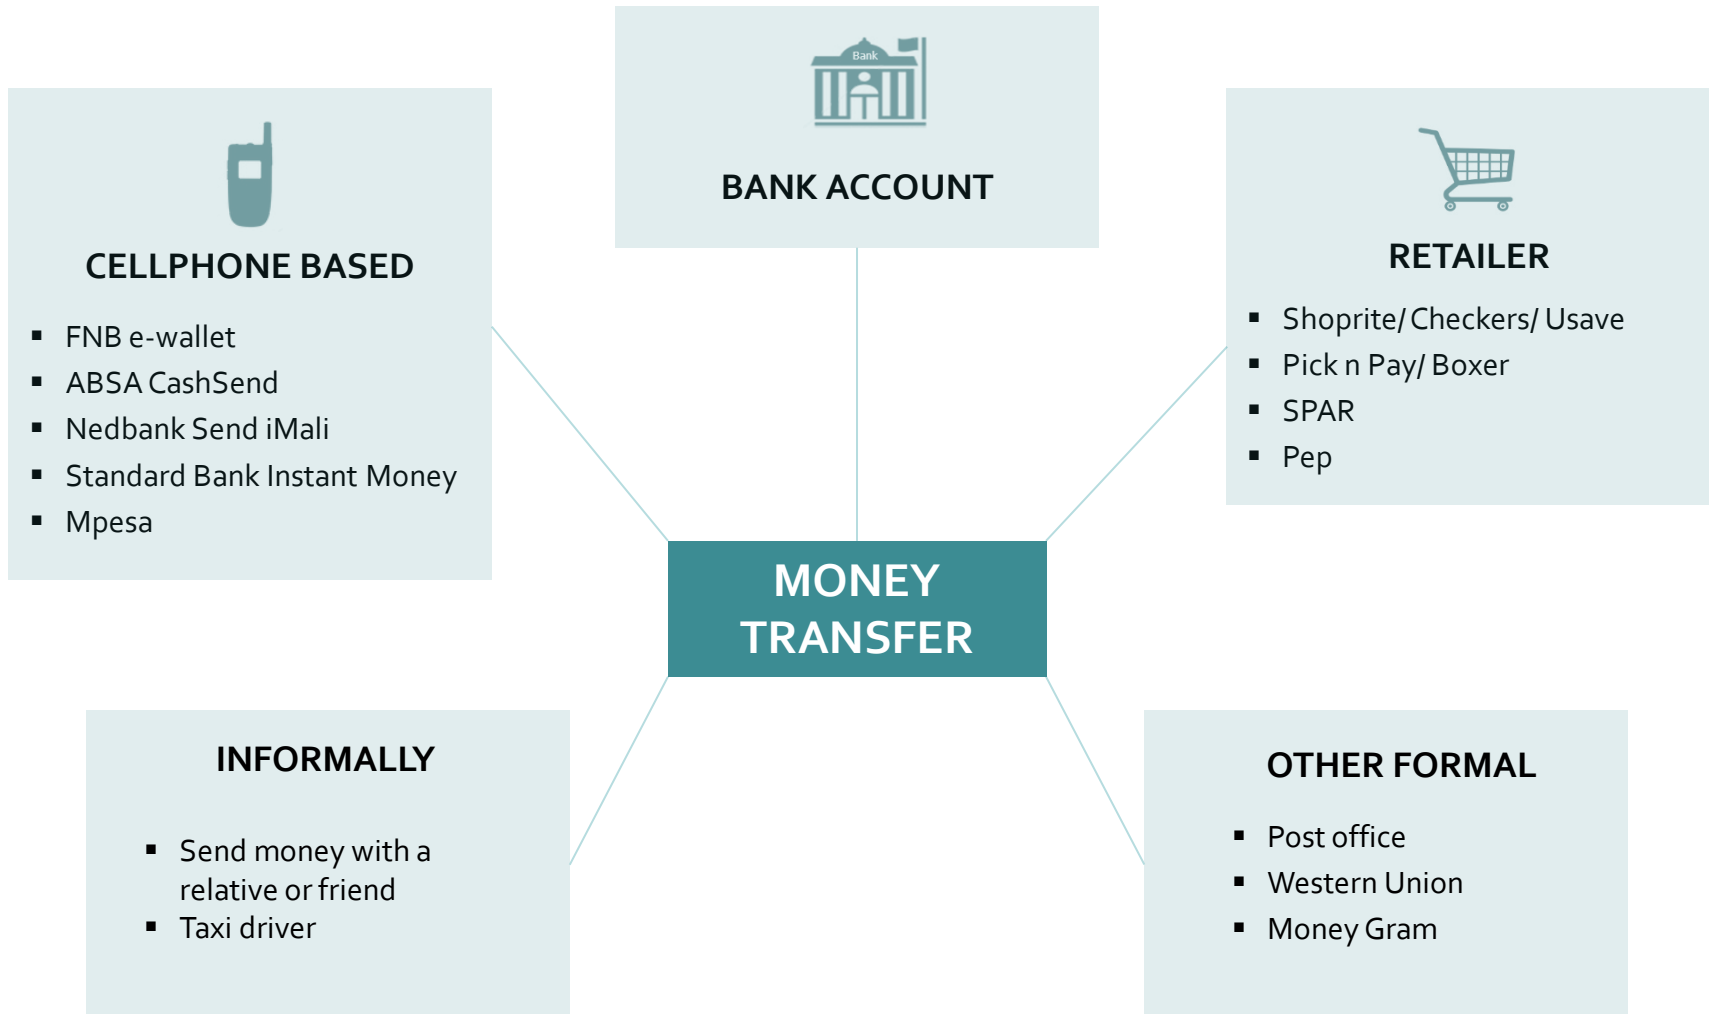 Bank
BANK ACCOUNT
CELLPHONE BASED
▪ FNB e-wallet
▪ ABSA CashSend
▪ Nedbank Send iMali
▪ Standard Bank Instant Money
▪ Mpesa
RETAILER
▪ Shoprite/ Checkers/ Usave
▪ Pick n Pay/ Boxer
▪ SPAR
▪ Pep
MONEY
TRANSFER
INFORMALLY
▪ Send money with a
relative or friend
▪ Taxi driver
OTHER FORMAL
▪ Post office
▪ Western Union
▪ Money Gram